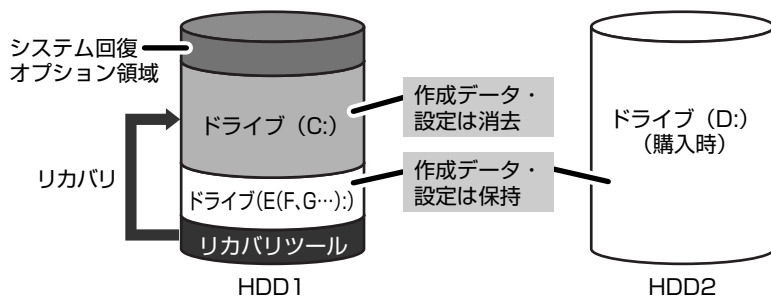 システム回復
オプション領域
ドライブ（C:）
作成データ・
設定は消去
ドライブ（D:）
（購入時）
リカバリ
作成データ・
設定は保持
ドライブ(E(F、G…):)
リカバリツール
HDD1
HDD2